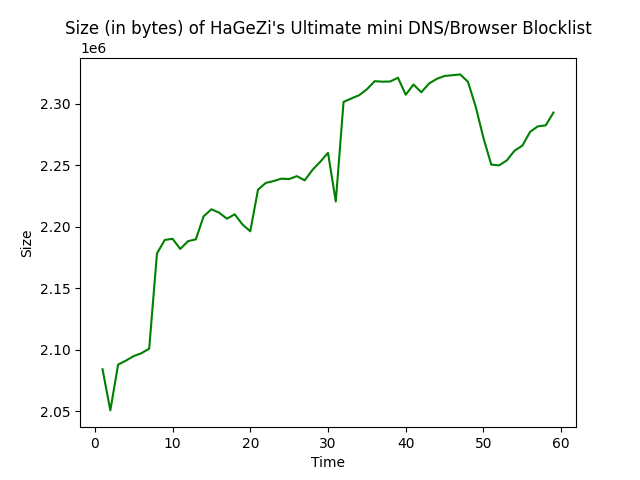 Size (in bytes) of HaGeZi's Ultimate mini DNS/Browser Blocklist
1e6
2.30
2.25
2.20
2.15
2.10
2.05
Size
0 10 20 30 40 50 60
Time